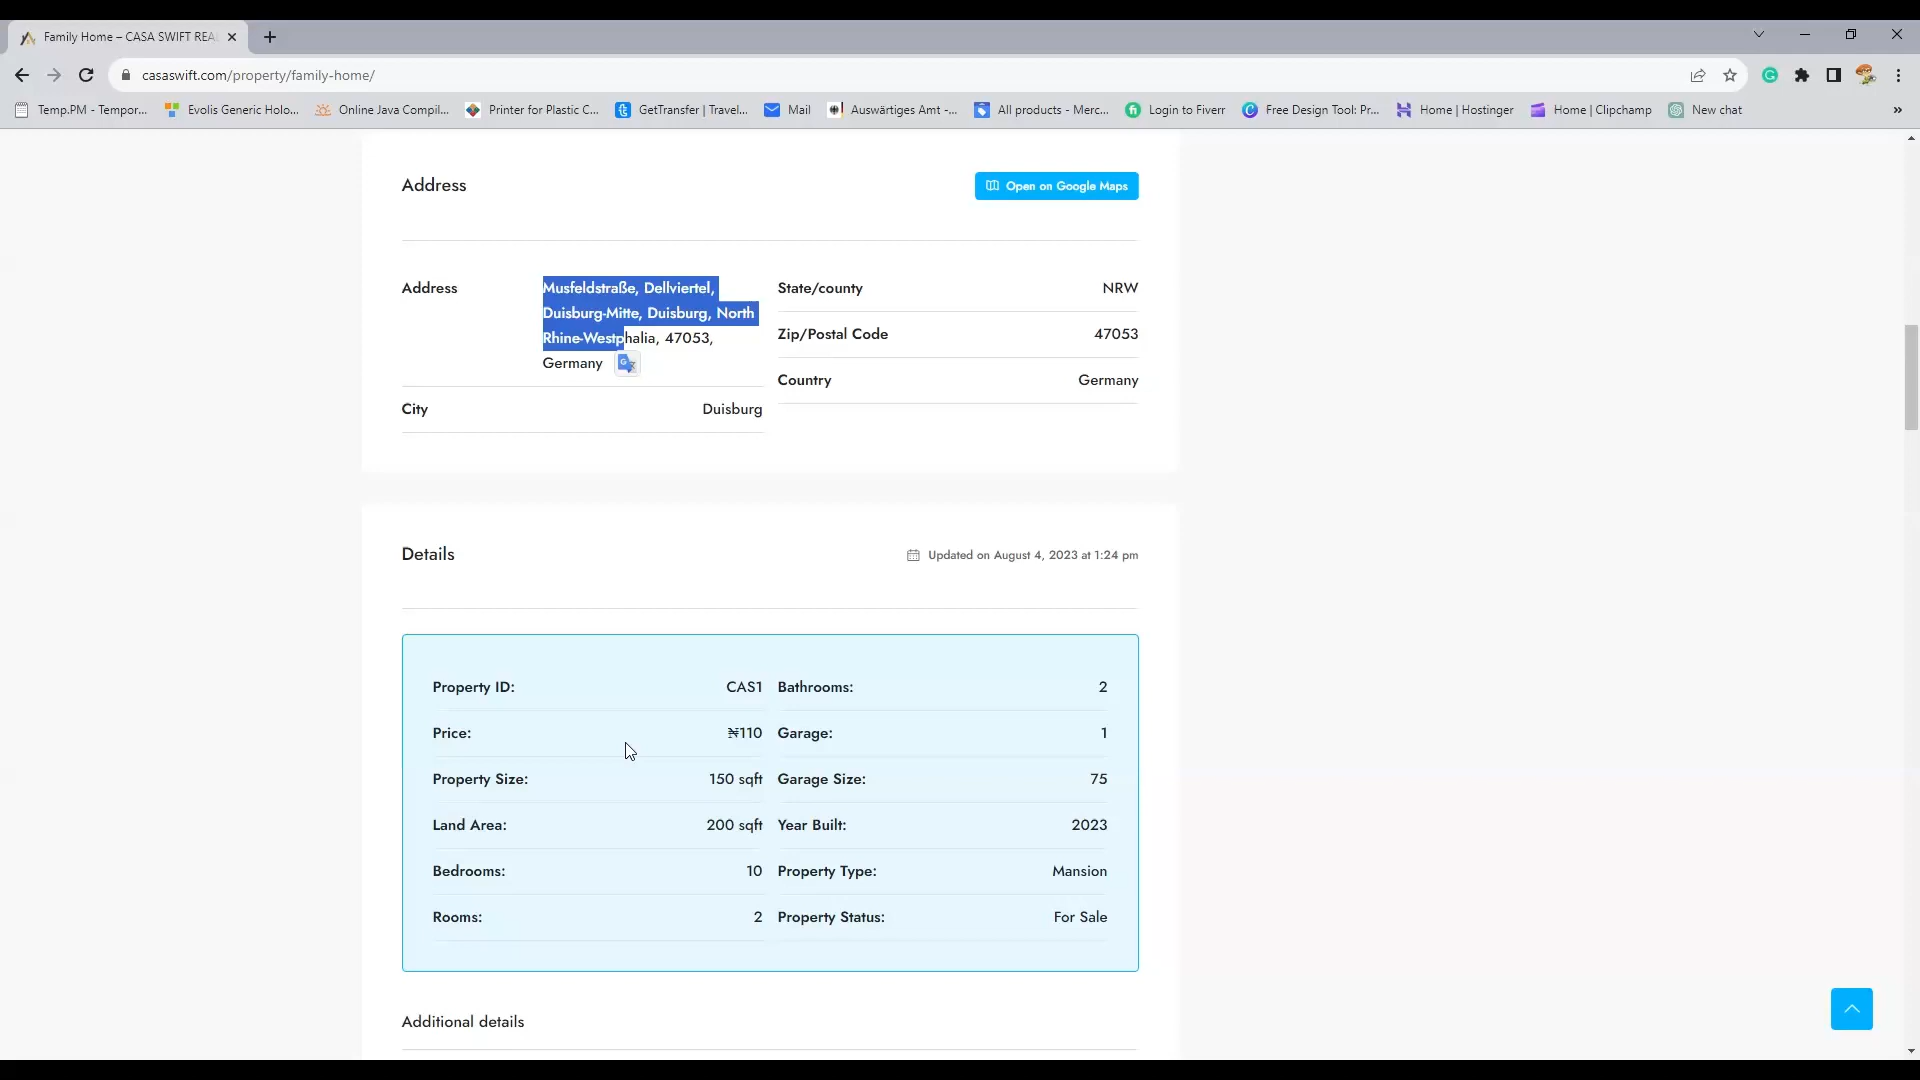 Family Home – CASA SWIFT REA
casaswift.com/property/family-home/
Temp.PM - Tempor...
Evolis Generic Holo...
Online Java Compil...
Printer for Plastic C...
GetTransfer | Travel...
Mail
Auswärtiges Amt -...
All products - Merc...
Login to Fiverr
Free Design Tool: Pr...
Home | Hostinger
Home | Clipchamp
New chat
»
Address
Open on Google Maps
Address
Musfeldstraße, Dellviertel,
Duisburg-Mitte, Duisburg, North
Rhine-Westphalia, 47053,
Germany
City Duisburg
State/county NRW
Zip/Postal Code 47053
Country Germany
Details
Updated on August 4, 2023 at 1:24 pm
Property ID: CAS1
Price: ₦110
Property Size: 150 sqft
Land Area: 200 sqft
Bedrooms: 10
Rooms: 2
Bathrooms: 2
Garage: 1
Garage Size: 75
Year Built: 2023
Property Type: Mansion
Property Status: For Sale
Additional details